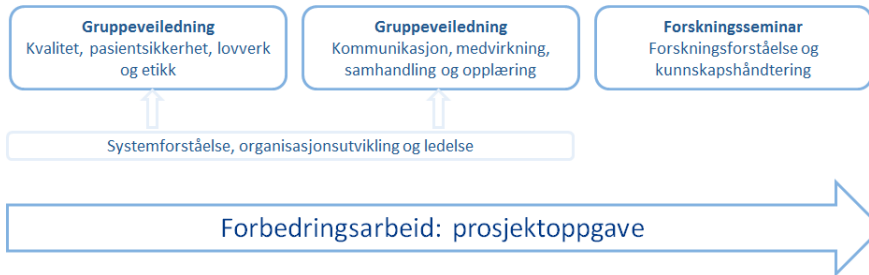 Gruppeveiledning
Kvalitet, pasientsikkerhet, lovverk
og etikk
Gruppeveiledning
Kommunikasjon, medvirkning,
samhandling og opplæring
Forskningsseminar
Forskningsforståelse og
kunnskapshåndtering
Systemforståelse, organisasjonsutvikling og ledelse
Forbedringsarbeid: prosjektoppgave